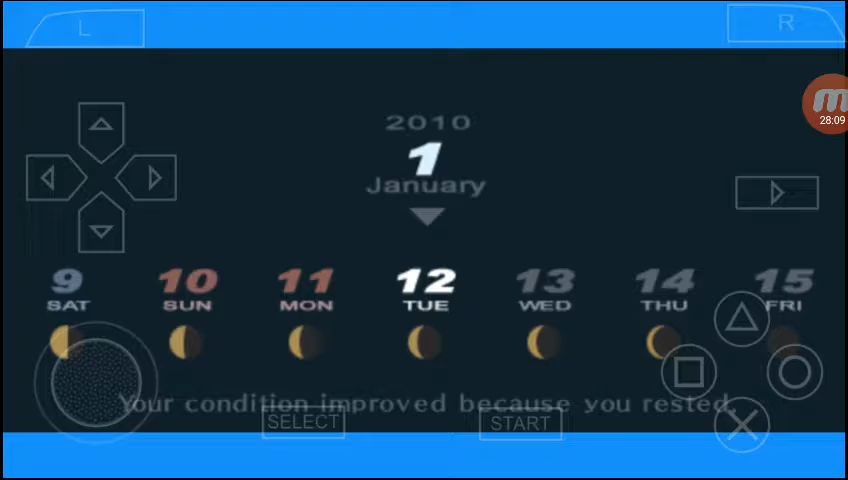 L
R
28:09
2010
1
January
9 10 11 12 13 14 15
SAT SUN MON TUE WED THU FRI
Your condition improved because you rested.
SELECT
START